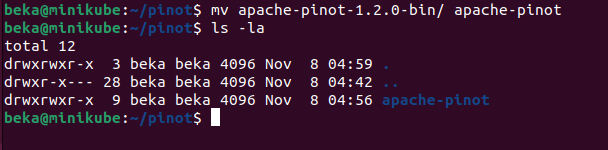 beka@minikube:~/pinot$ mv apache-pinot-1.2.0-bin/ apache-pinot
beka@minikube:~/pinot$ ls -la
total 12
drwxrwxr-x  3 beka beka 4096 Nov  8 04:59 .
drwxr-x--- 28 beka beka 4096 Nov  8 04:42 ..
drwxrwxr-x  9 beka beka 4096 Nov  8 04:56 apache-pinot
beka@minikube:~/pinot$